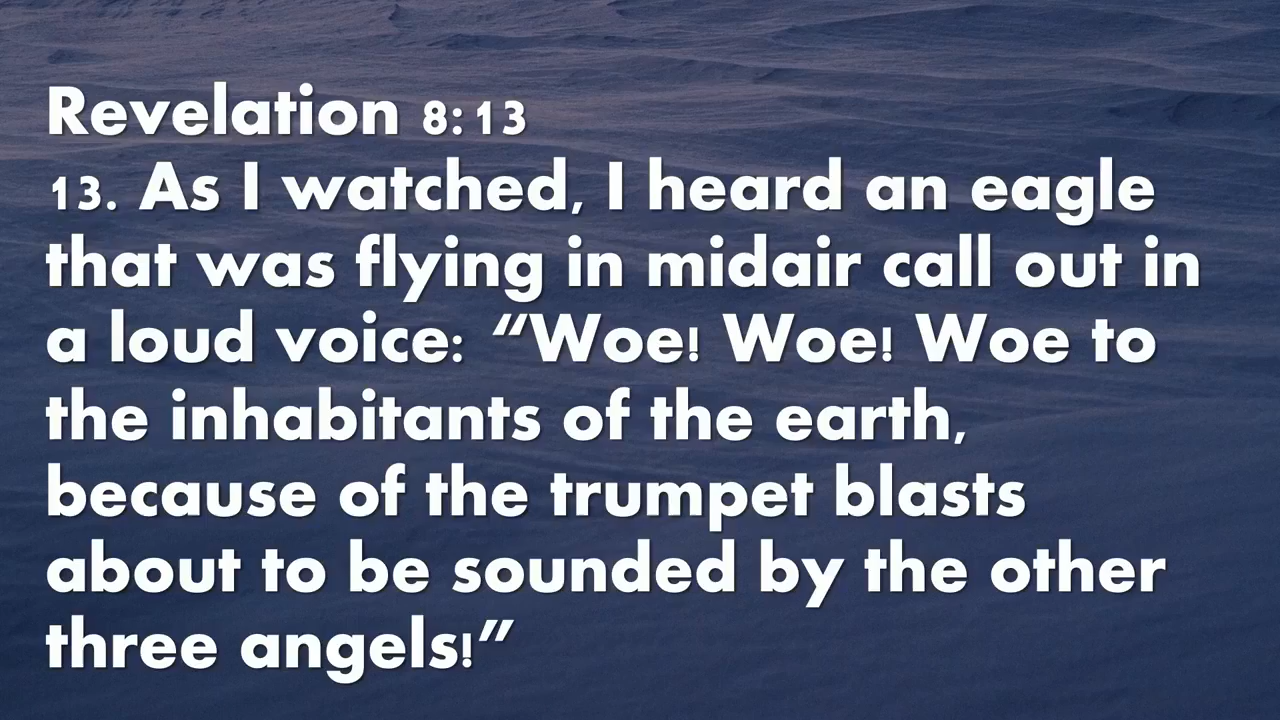 Revelation 8:13
13. As I watched, I heard an eagle
that was flying in midair call out in
a loud voice: “Woe! Woe! Woe to
the inhabitants of the earth,
because of the trumpet blasts
about to be sounded by the other
three angels!”